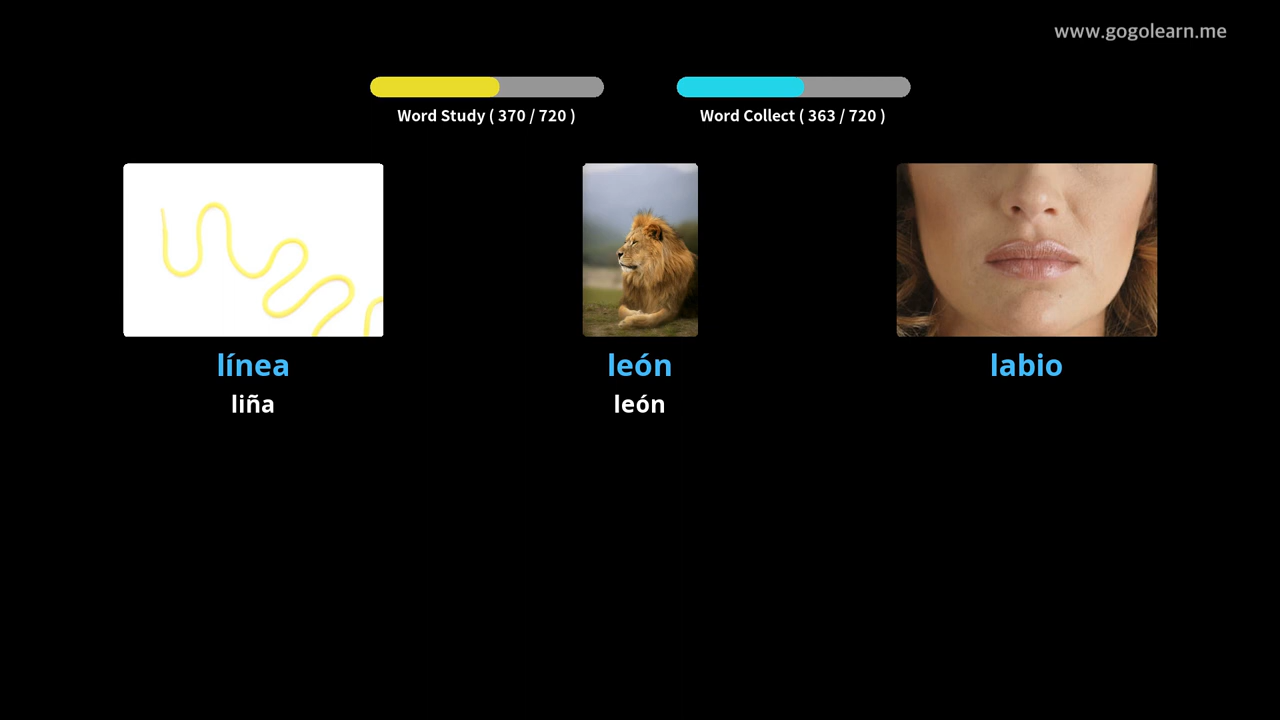 www.gogolearn.me
Word Study ( 370 / 720 )
Word Collect ( 363 / 720 )
línea
león
labio
liña
león